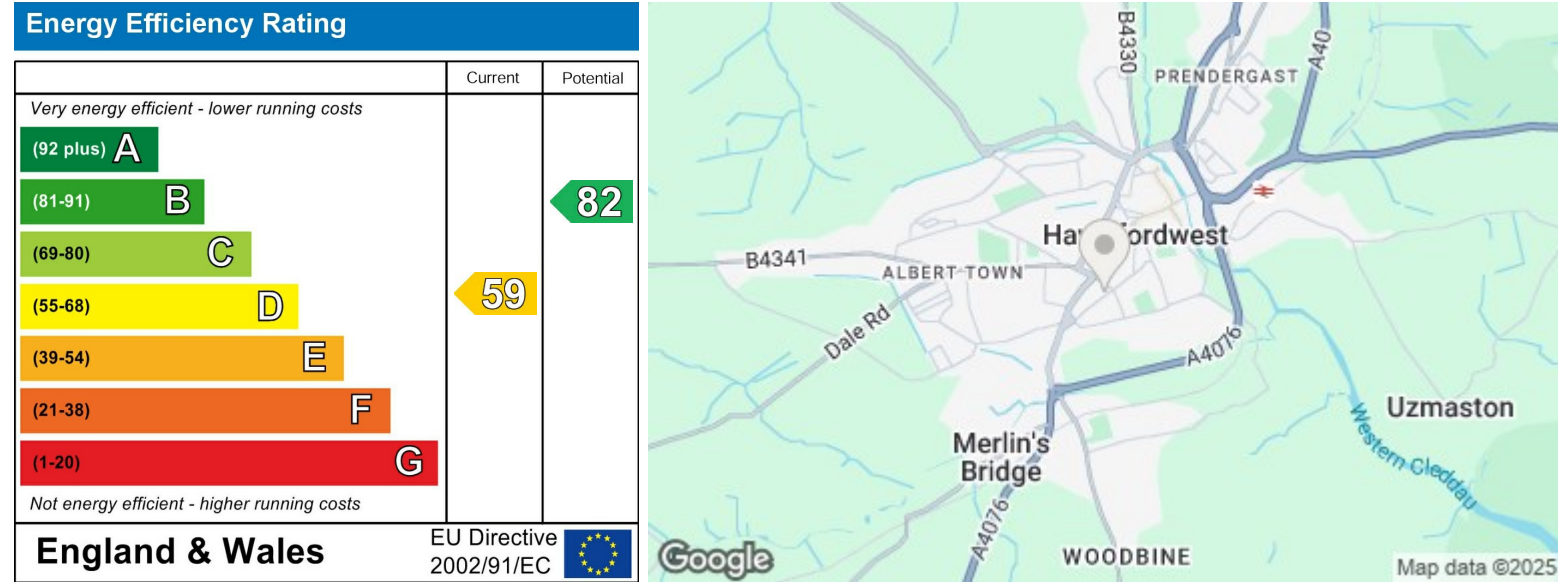 Energy Efficiency Rating
Current
Potential
Very energy efficient - lower running costs
(92 plus) A
(81-91) B
82
(69-80) C
(55-68) D
59
(39-54) E
(21-38) F
(1-20) G
Not energy efficient - higher running costs
England & Wales
EU Directive
2002/91/EC
B4330
PRENDERGAST
A40
Ha fordwest
B4341
ALBERT TOWN
Dale Rd
A4076
Uzmaston
Merlin's
Bridge
Western Cleddau
A4076
WOODBINE
Google
Map data ©2025